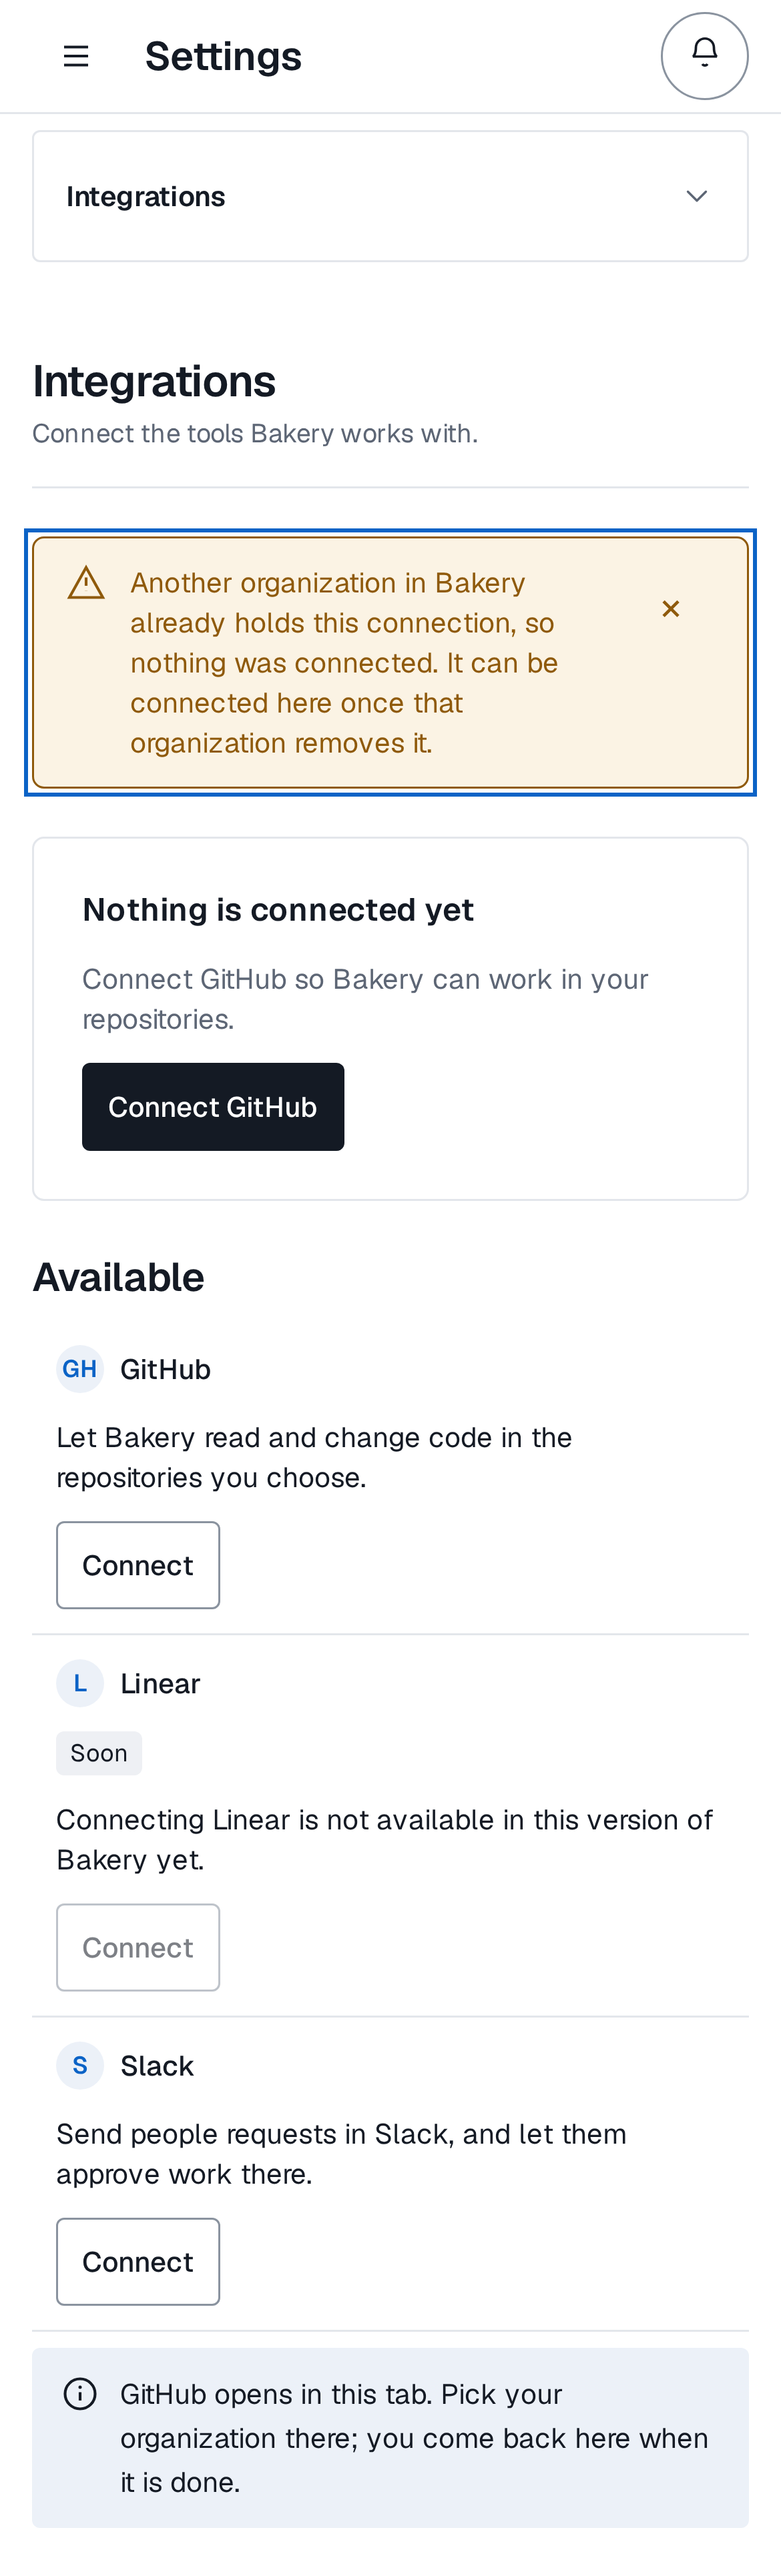 Settings
Integrations
Integrations
Connect the tools Bakery works with.
Another organization in Bakery
already holds this connection, so
nothing was connected. It can be
connected here once that
organization removes it.
Nothing is connected yet
Connect GitHub so Bakery can work in your
repositories.
Connect GitHub
Available
GH GitHub
Let Bakery read and change code in the
repositories you choose.
Connect
L Linear
Soon
Connecting Linear is not available in this version of
Bakery yet.
Connect
S Slack
Send people requests in Slack, and let them
approve work there.
Connect
GitHub opens in this tab. Pick your
organization there; you come back here when
it is done.